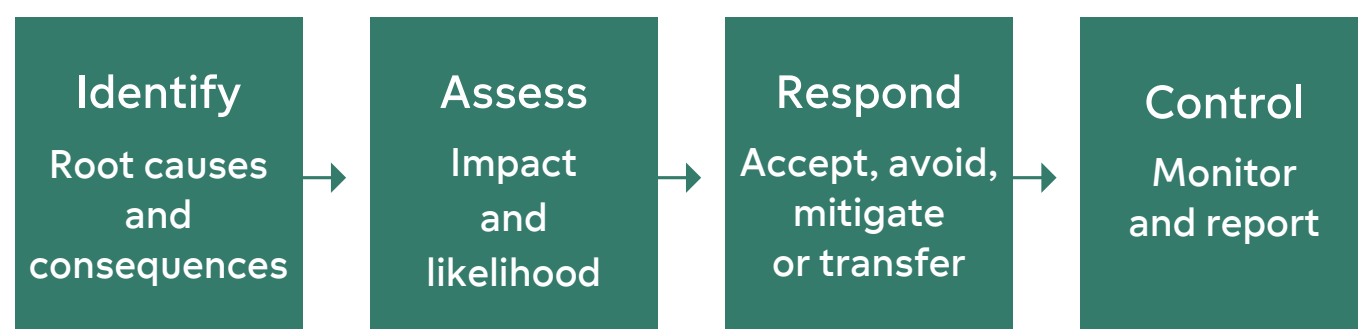 Identify
Root causes
and
consequences
Assess
Impact
and
likelihood
Respond
Accept, avoid,
mitigate
or transfer
Control
Monitor
and report